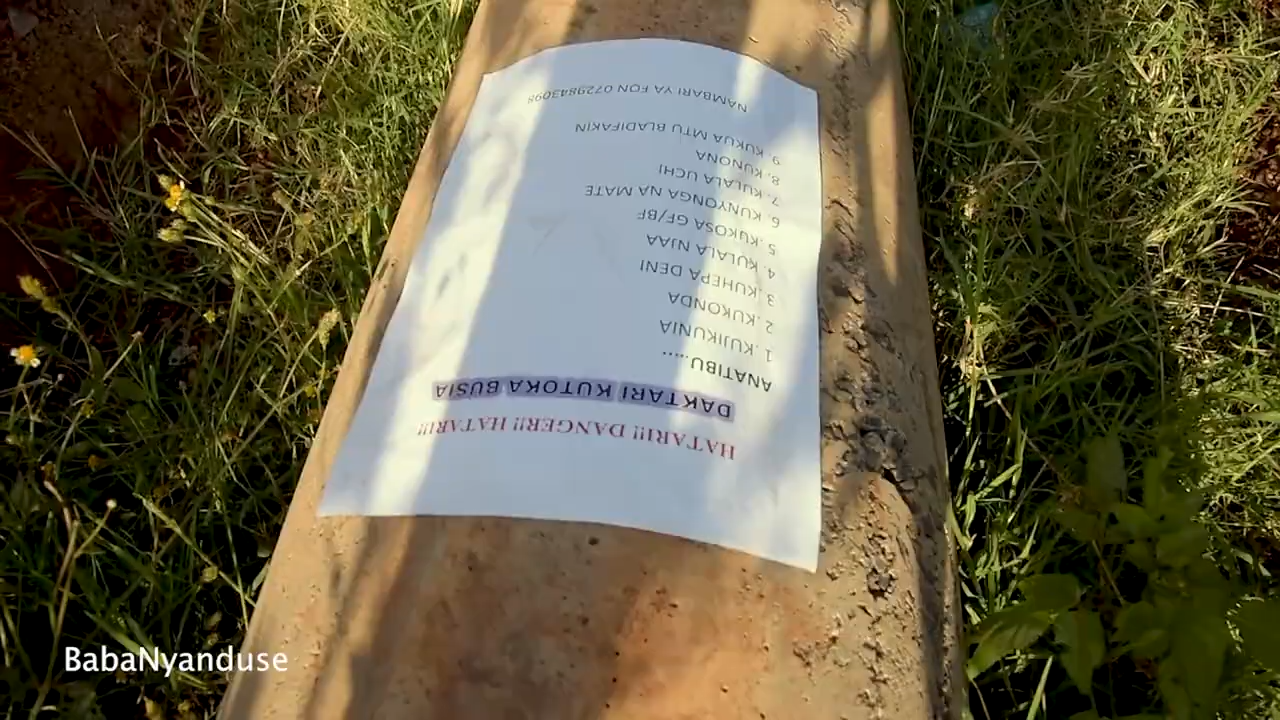 HATARI!! DANGER!! HATARI!!
DAKTARI KUTOKA BUSIA
ANATIBU.....
1. KUJIKUNIA
2. KUKONDA
3. KUHEPA DENI
4. KULALA NJAA
5. KUKOSA GF/BF
6. KUNYONGA NA MATE
7. KULALA UCHI
8. KUNONA
9. KUKUA MTU BLADIFAKIN
NAMBARI YA FON 0729843098
BabaNyanduse